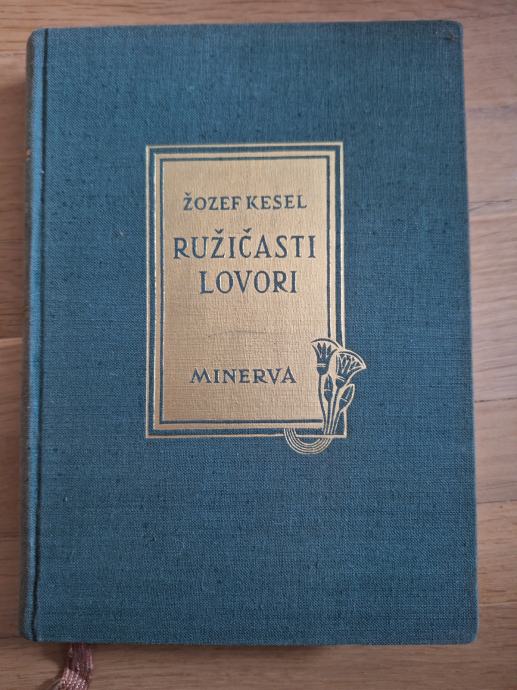 ŽOZEF KESEL
RUŽIČASTI
LOVORI
MINERVA